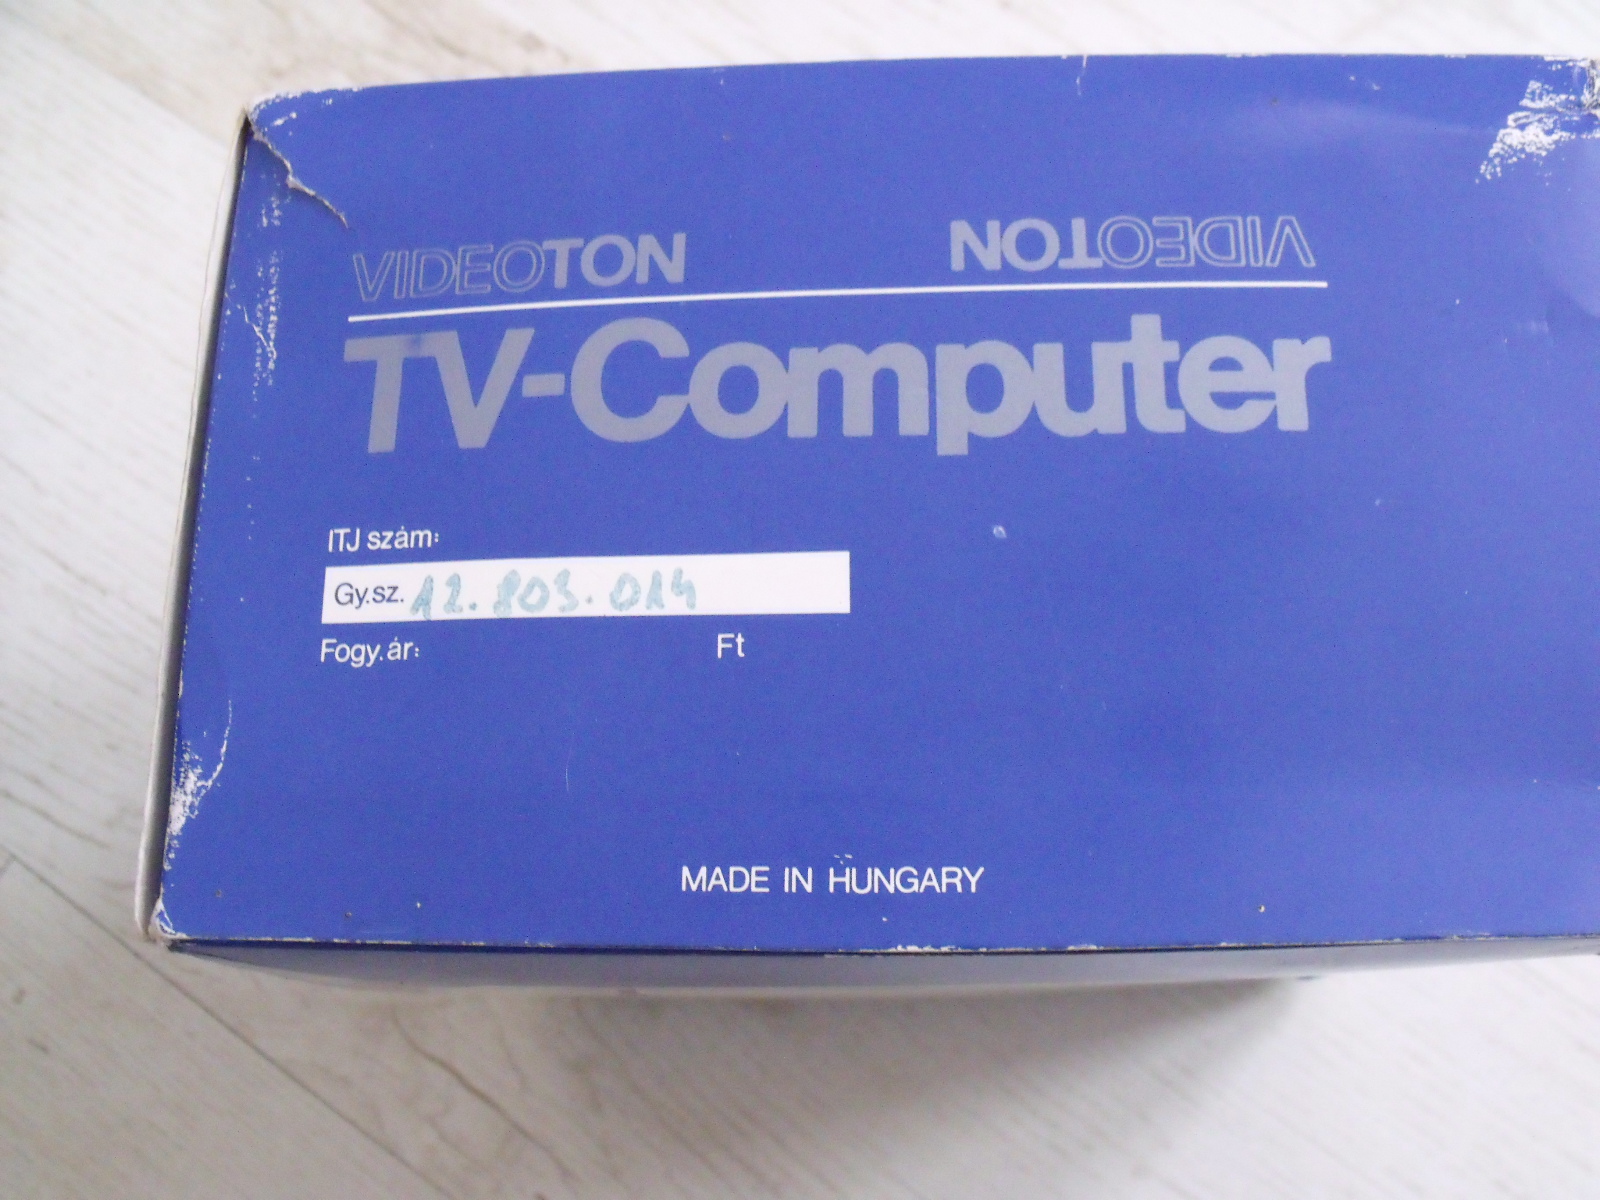 VIDEOTON VIDEOTON
TV-Computer
ITJ szám:
Gy.sz. 12.803.014
Fogy.ár: Ft
MADE IN HUNGARY